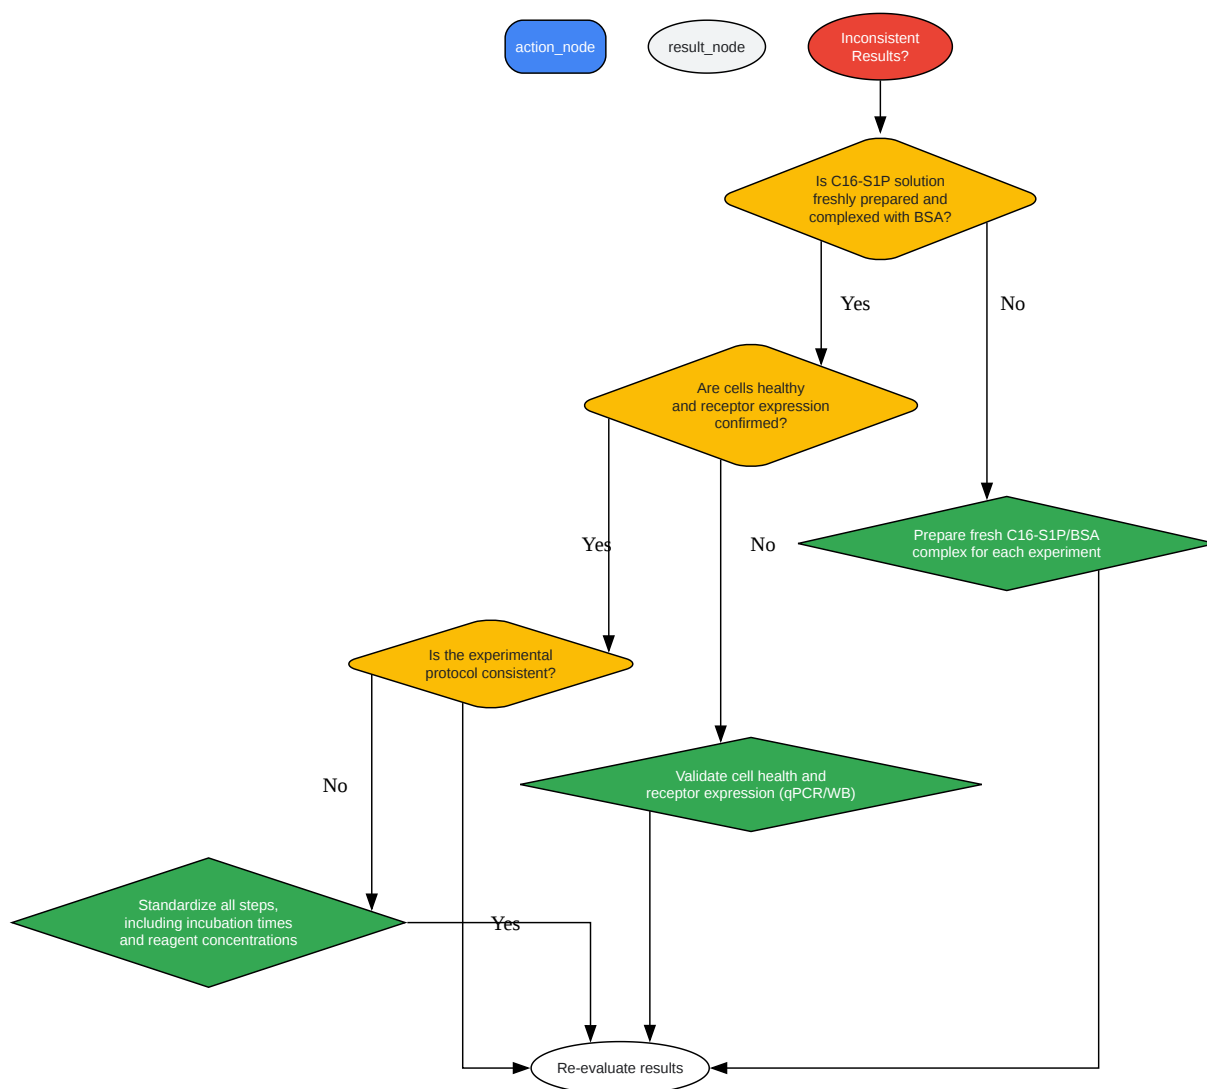 action_node
result_node
Inconsistent
Results?
Is C16-S1P solution
freshly prepared and
complexed with BSA?
Yes
No
Are cells healthy
and receptor expression
confirmed?
Yes
No
Prepare fresh C16-S1P/BSA
complex for each experiment
Is the experimental
protocol consistent?
No
Validate cell health and
receptor expression (qPCR/WB)
Standardize all steps,
including incubation times
and reagent concentrations
Yes
Re-evaluate results